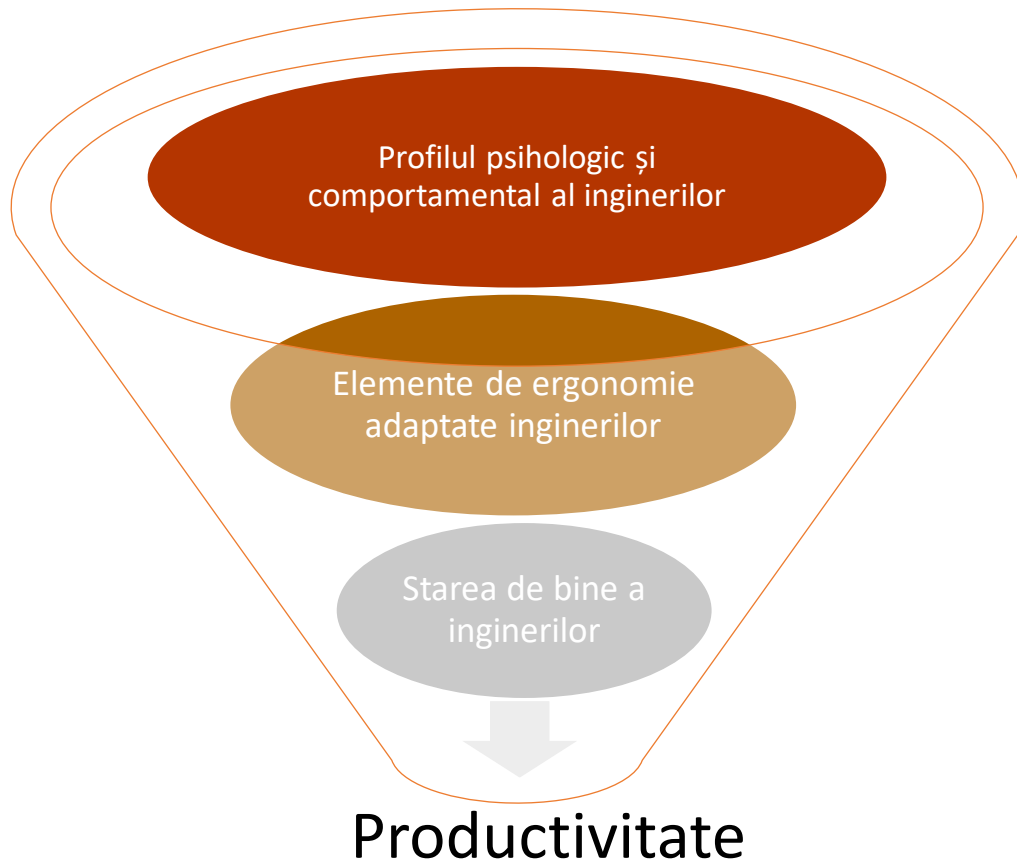 Profilul psihologic și
comportamental al inginerilor
Elemente de ergonomie
adaptate inginerilor
Starea de bine a
inginerilor
Productivitate